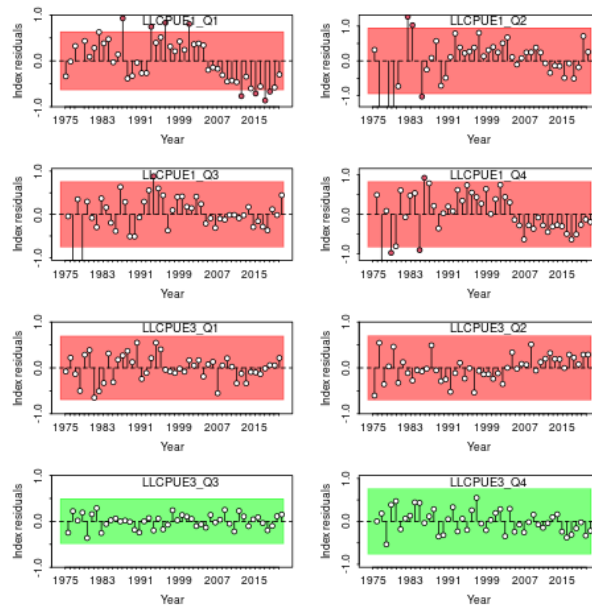 LLCPUE1_Q1 LLCPUE1_Q2
Index residuals 1.0 0.0 -1.0 Index residuals 1.0 0.0 -1.0
1975 1983 1991 1999 2007 2015 1975 1983 1991 1999 2007 2015
Year Year
LLCPUE1_Q3 LLCPUE1_Q4
Index residuals 1.0 0.0 -1.0 Index residuals 1.0 0.0 -1.0
1975 1983 1991 1999 2007 2015 1975 1983 1991 1999 2007 2015
Year Year
LLCPUE3_Q1 LLCPUE3_Q2
Index residuals 1.0 0.0 -1.0 Index residuals 1.0 0.0 -1.0
1975 1983 1991 1999 2007 2015 1975 1983 1991 1999 2007 2015
Year Year
LLCPUE3_Q3 LLCPUE3_Q4
Index residuals 1.0 0.0 -1.0 Index residuals 1.0 0.0 -1.0
1975 1983 1991 1999 2007 2015 1975 1983 1991 1999 2007 2015
Year Year